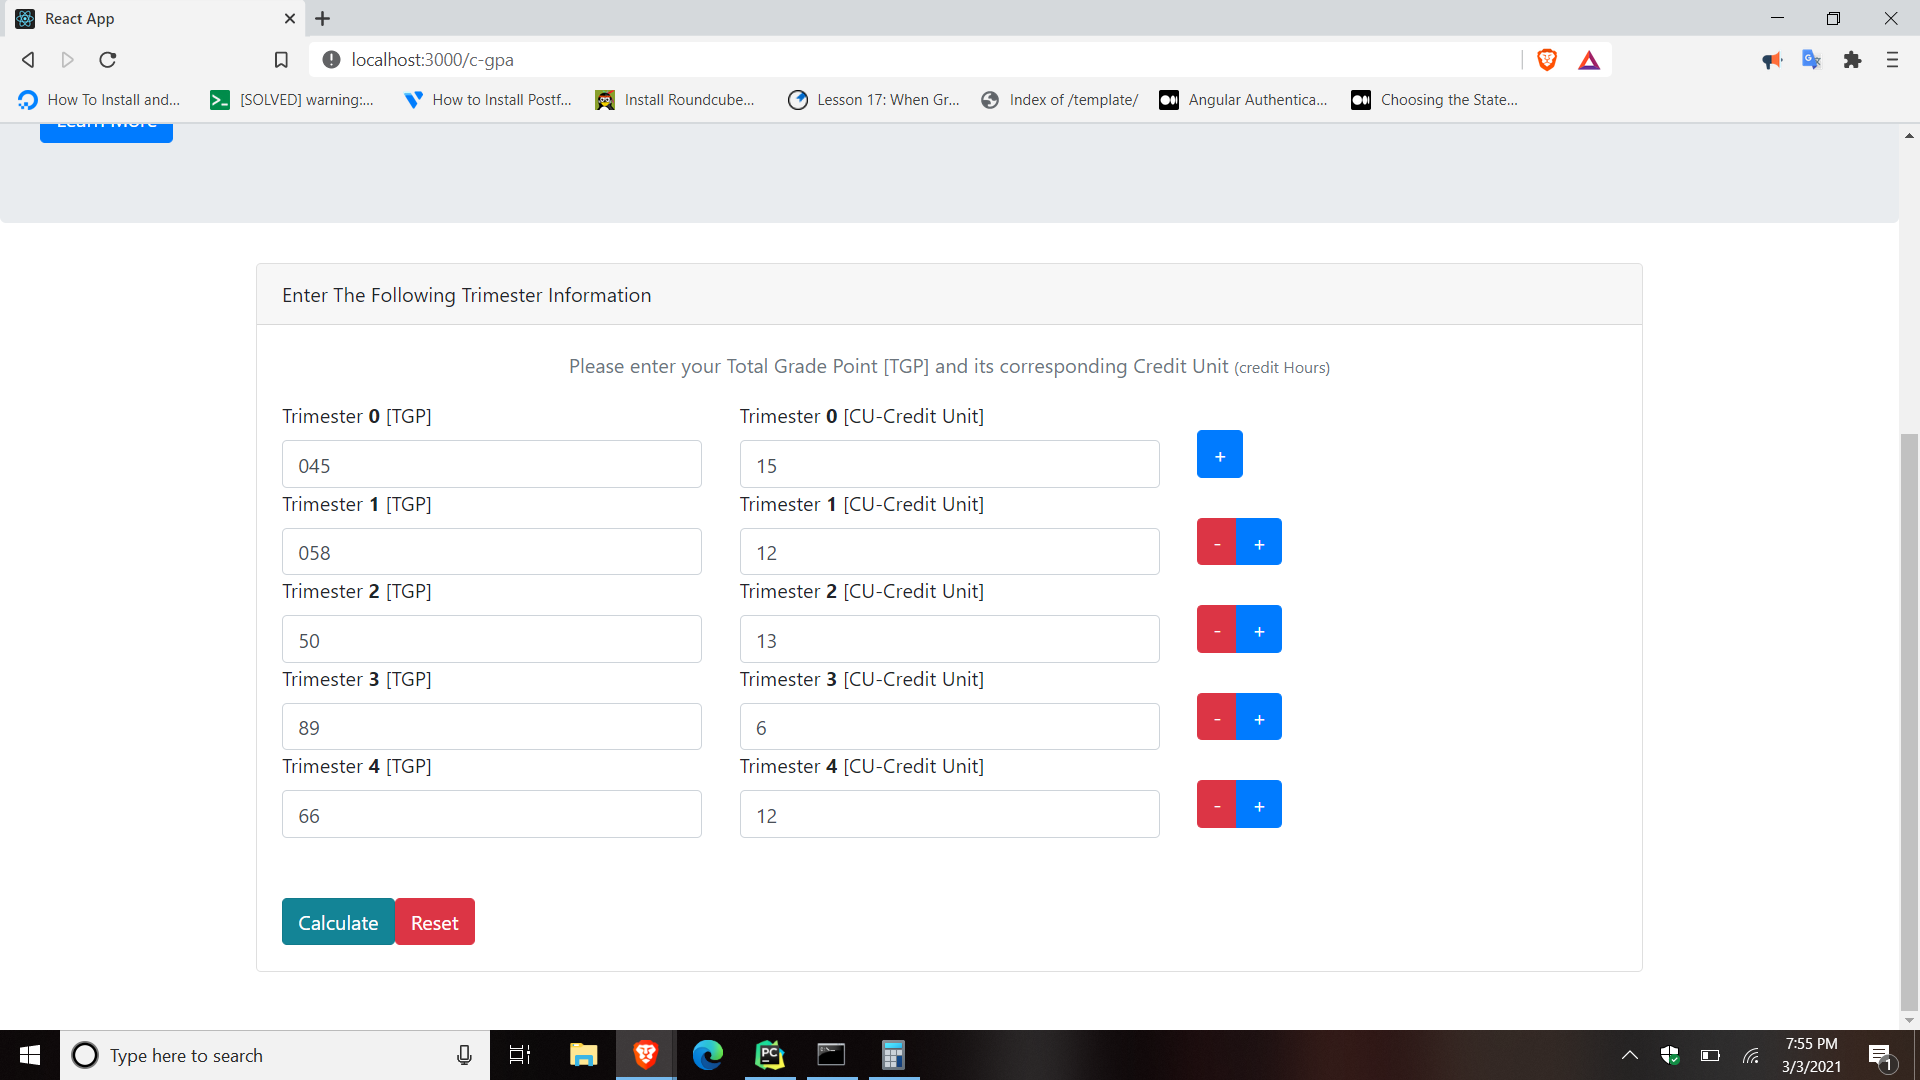 React App
localhost:3000/c-gpa
How To Install and...
[SOLVED] warning:...
How to Install Postf...
Install Roundcube...
Lesson 17: When Gr...
Index of /template/
Angular Authentica...
Choosing the State...
Learn More
Enter The Following Trimester Information
Please enter your Total Grade Point [TGP] and its corresponding Credit Unit (credit Hours)
Trimester 0 [TGP] Trimester 0 [CU-Credit Unit]
045 15 +
Trimester 1 [TGP] Trimester 1 [CU-Credit Unit]
058 12 - +
Trimester 2 [TGP] Trimester 2 [CU-Credit Unit]
50 13 - +
Trimester 3 [TGP] Trimester 3 [CU-Credit Unit]
89 6 - +
Trimester 4 [TGP] Trimester 4 [CU-Credit Unit]
66 12 - +
Calculate Reset
Type here to search
PC
7:55 PM
3/3/2021
1